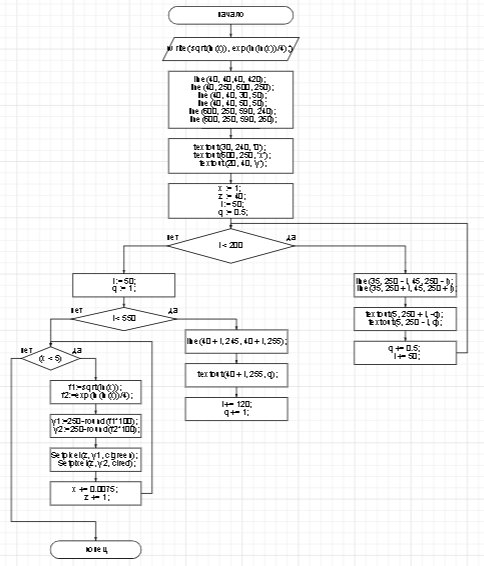 начало
write(sqrt(ln(x)), exp(ln(ln(x))/4));
line(40, 40, 40, 420);
line(40, 250, 600, 250);
line(40, 40, 30, 50);
line(40, 40, 50, 50);
line(600, 250, 590, 240);
line(600, 250, 590, 260);
textout(30, 240, '0');
textout(600, 250, 'x');
textout(20, 40, 'y');
x := 1;
z := 40;
i:=50;
q := 0.5;
нет
i < 200
да
i:=50;
q := 1;
line(35, 250 - i, 45, 250 - i);
line(35, 250 + i, 45, 250 + i);
нет
i< 550
да
textout(5, 250 + i, -q);
textout(5, 250 - i, q);
line(40 + i, 245, 40 + i, 255);
нет
(x < 5)
да
q += 0.5;
i += 50;
textout(40 + i, 255, q);
f1:=sqrt(ln(x));
f2:=exp(ln(ln(x))/4);
i += 120;
q += 1;
y1:=250-round(f1*100);
y2:=250-round(f2*100);
Setpixel(z, y1, clgreen);
Setpixel(z, y2, clred);
x += 0.0075;
z += 1;
конец